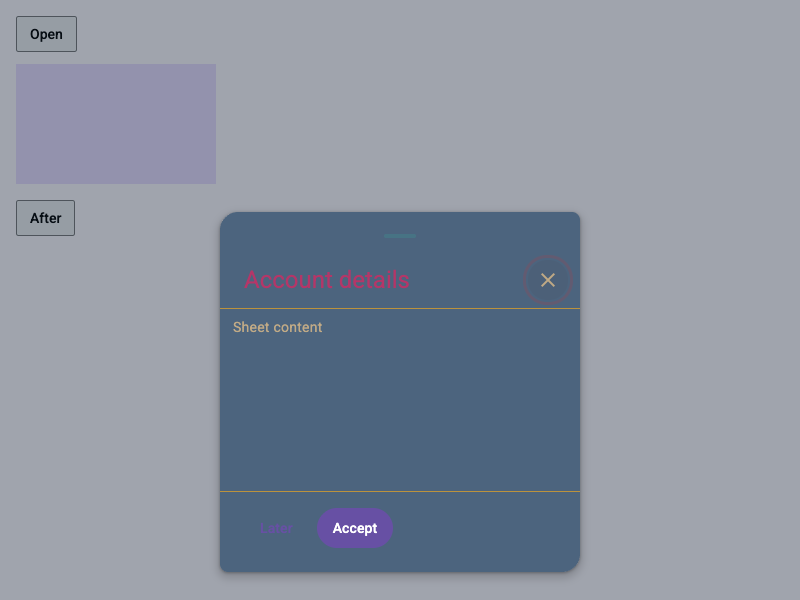 Open
After
Account details
Sheet content
Accept